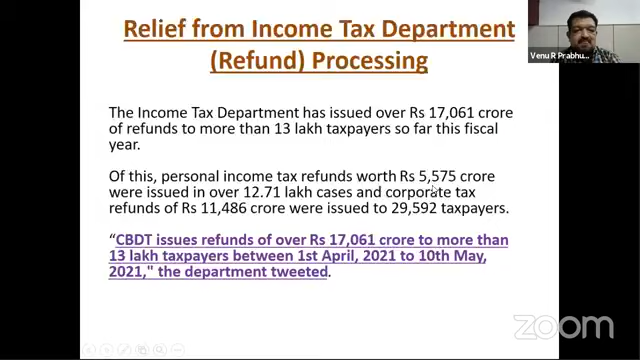 Relief from Income Tax Department
(Refund) Processing
Venu R Prabhu...
The Income Tax Department has issued over Rs 17,061 crore
of refunds to more than 13 lakh taxpayers so far this fiscal
year.
Of this, personal income tax refunds worth Rs 5,575 crore
were issued in over 12.71 lakh cases and corporate tax
refunds of Rs 11,486 crore were issued to 29,592 taxpayers.
“CBDT issues refunds of over Rs 17,061 crore to more than
13 lakh taxpayers between 1st April, 2021 to 10th May,
2021," the department tweeted.
zoom